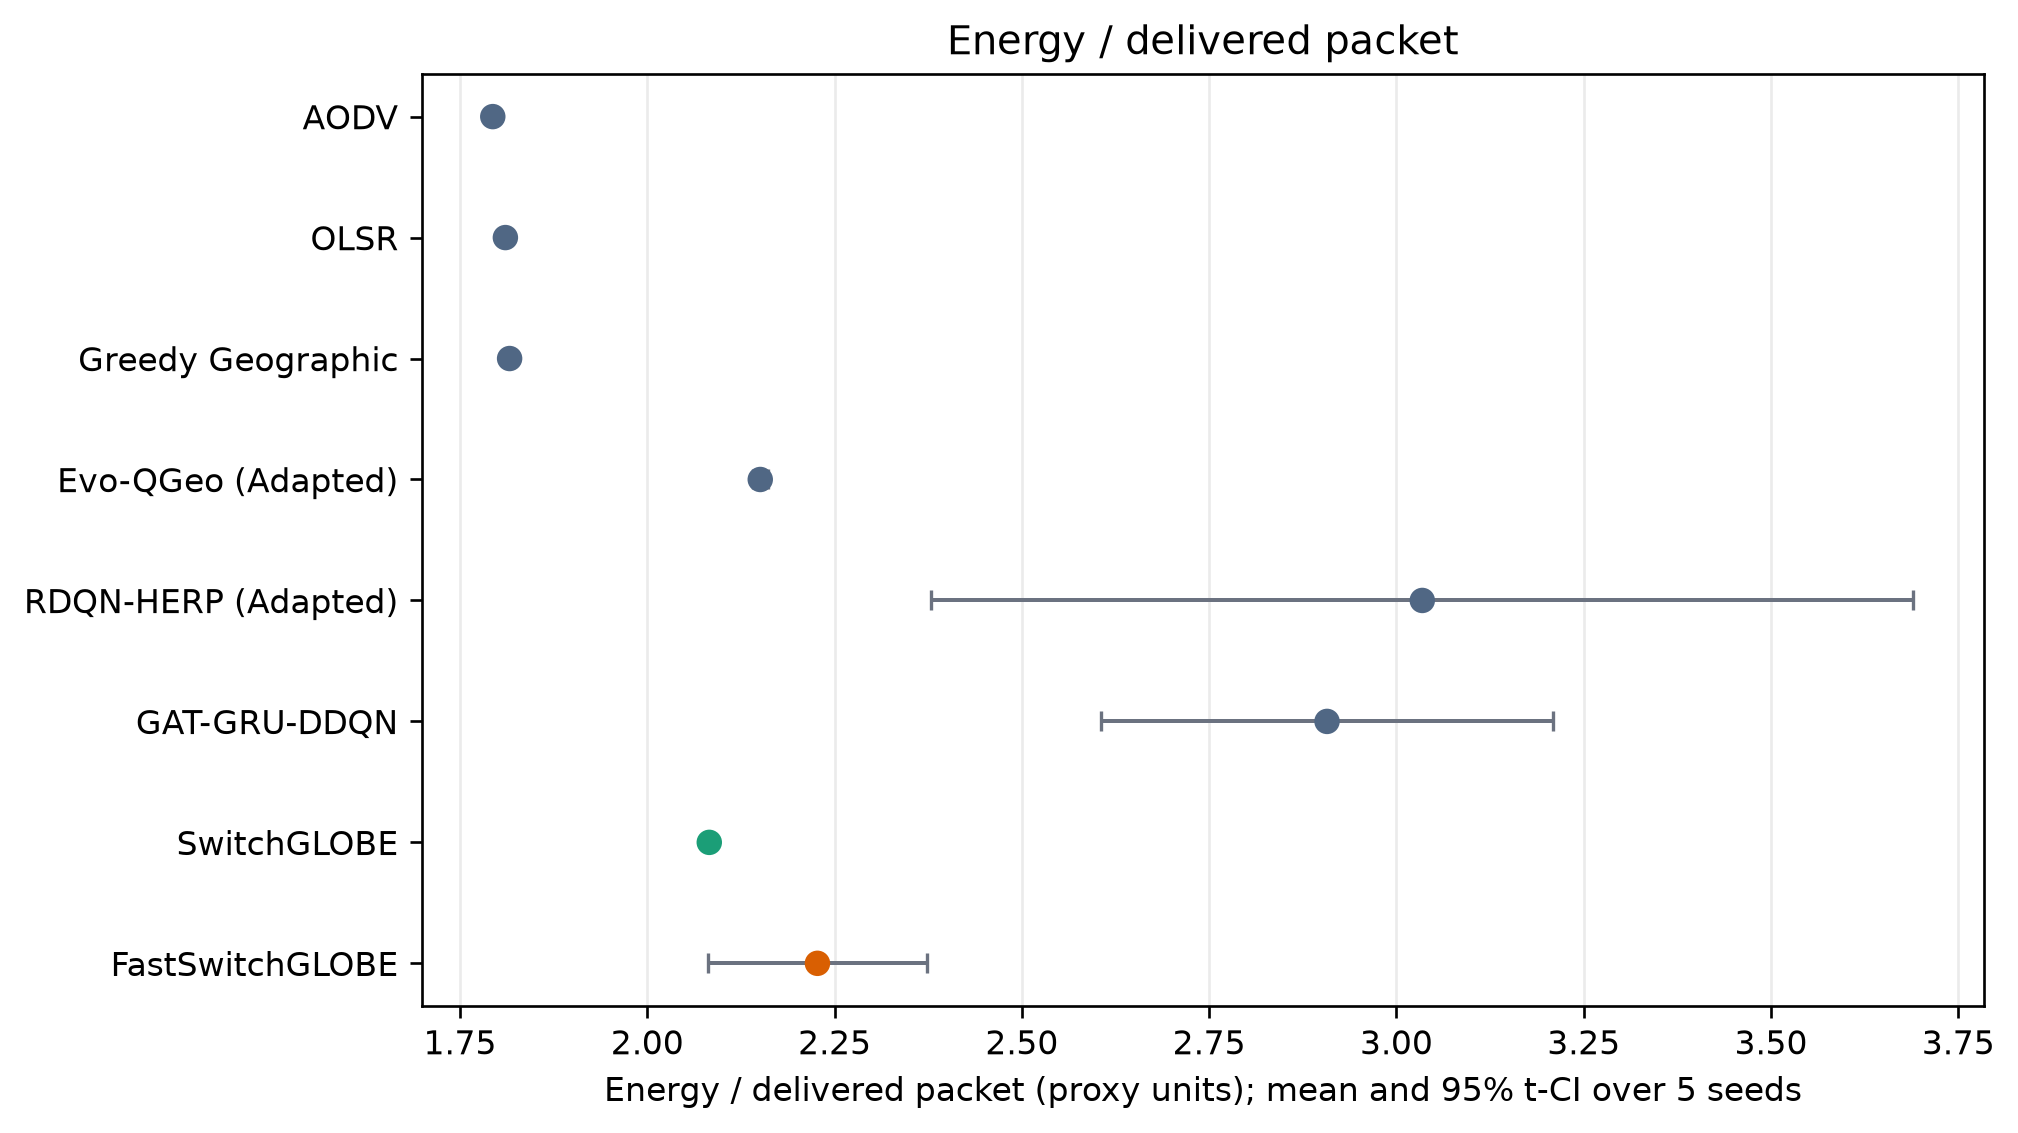 Energy / delivered packet
AODV
OLSR
Greedy Geographic
Evo-QGeo (Adapted)
RDQN-HERP (Adapted)
GAT-GRU-DDQN
SwitchGLOBE
FastSwitchGLOBE
1.75 2.00 2.25 2.50 2.75 3.00 3.25 3.50 3.75
Energy / delivered packet (proxy units); mean and 95% t-CI over 5 seeds